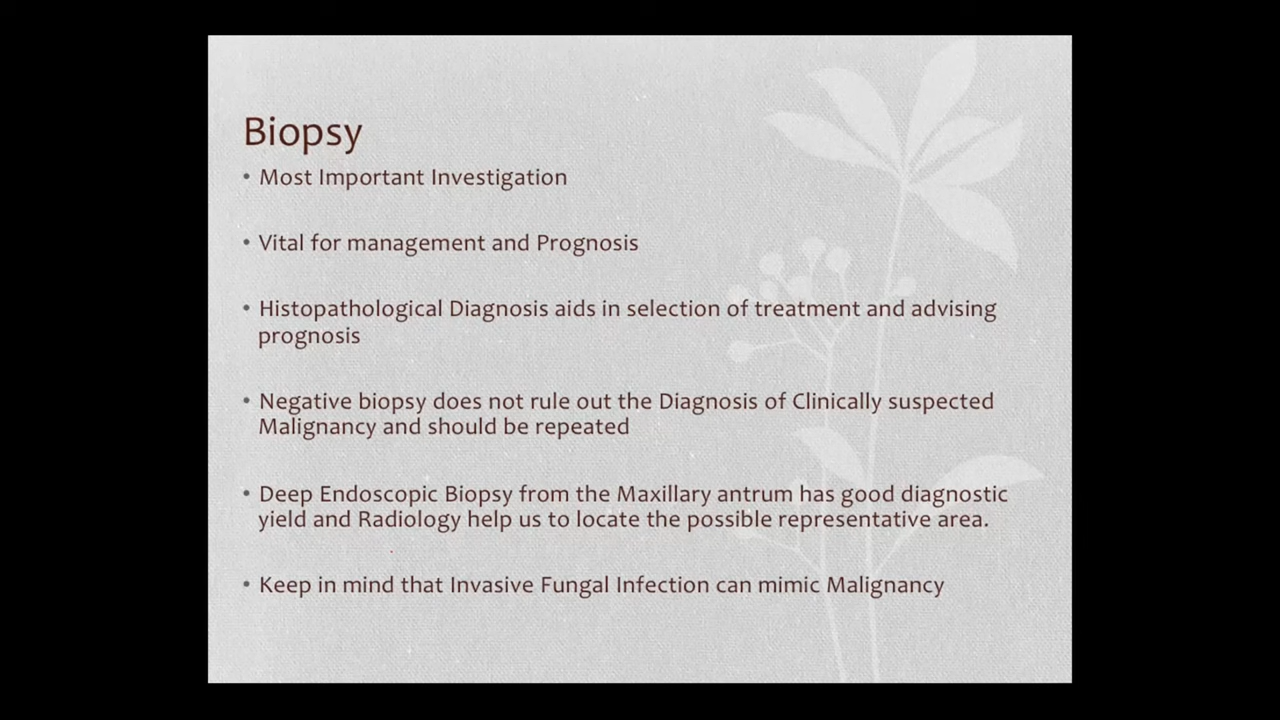 Biopsy
• Most Important Investigation
• Vital for management and Prognosis
• Histopathological Diagnosis aids in selection of treatment and advising
prognosis
• Negative biopsy does not rule out the Diagnosis of Clinically suspected
Malignancy and should be repeated
• Deep Endoscopic Biopsy from the Maxillary antrum has good diagnostic
yield and Radiology help us to locate the possible representative area.
• Keep in mind that Invasive Fungal Infection can mimic Malignancy